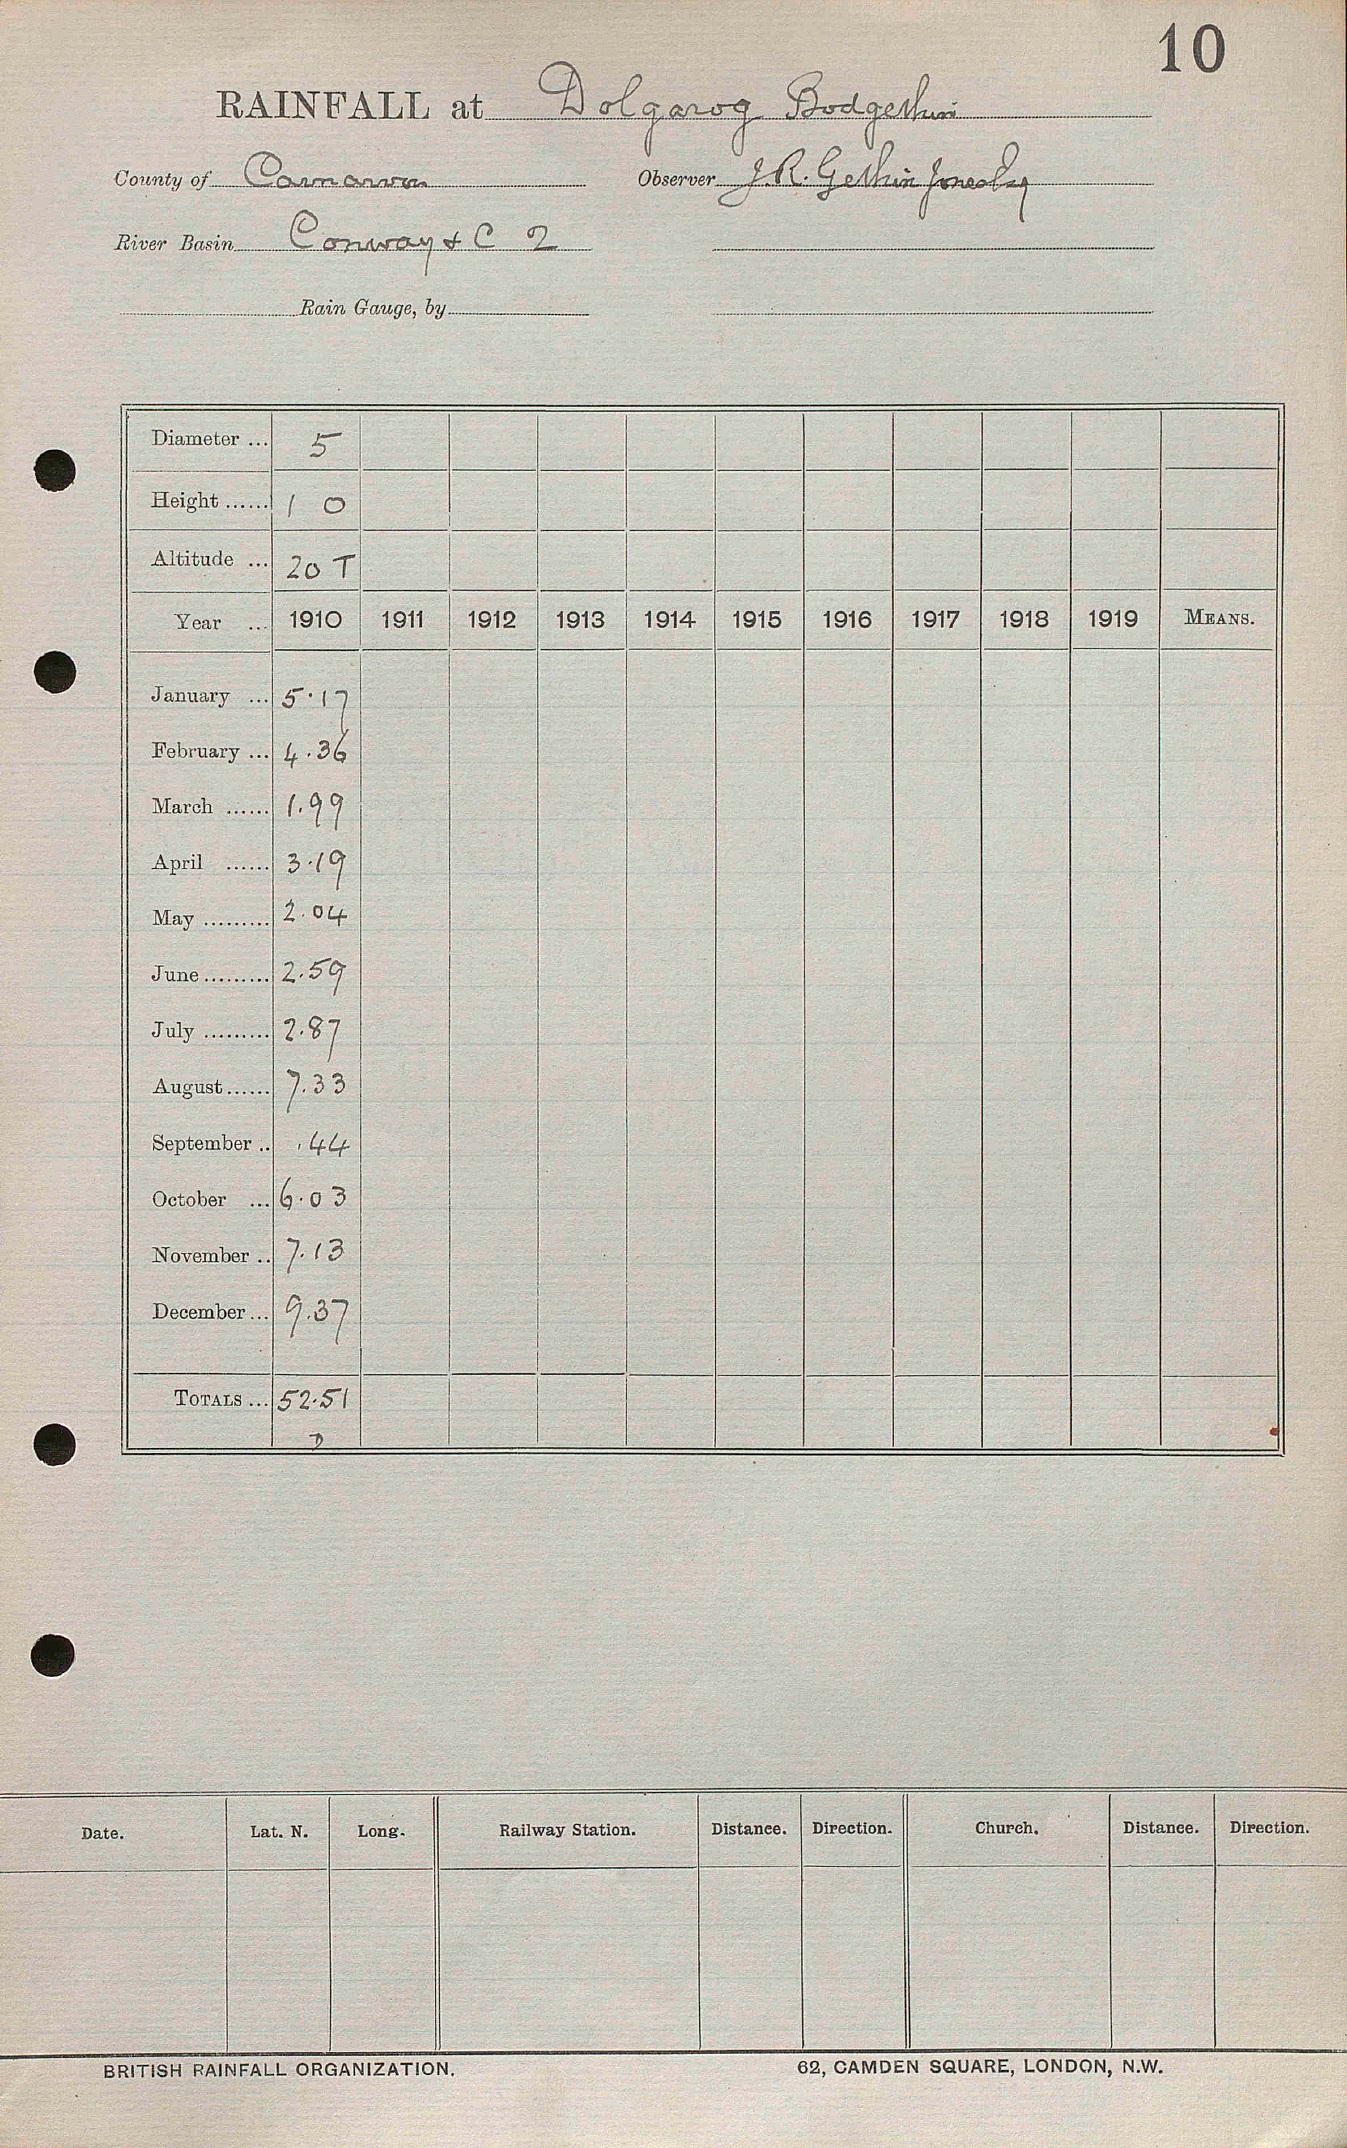 10
RAINFALL at Dolgarog Bodgethin
County of Carnarvon Observer J.R. Gethin Jones Esq
River Basin Conway & C 2
Rain Gauge, by
Diameter ... 5
Height ...... 1 0
Altitude ... 20 T
Year ... 1910 1911 1912 1913 1914 1915 1916 1917 1918 1919 MEANS.
January ... 5.17
February ... 4.36
March ...... 1.99
April ...... 3.19
May ......... 2.04
June ......... 2.59
July ......... 2.87
August ...... 7.33
September .. .44
October ... 6.03
November .. 7.13
December ... 9.37
TOTALS ... 52.51
Date. Lat. N. Long. Railway Station. Distance. Direction. Church. Distance. Direction.
BRITISH RAINFALL ORGANIZATION. 62, CAMDEN SQUARE, LONDON, N.W.